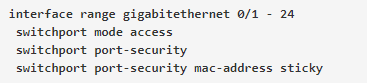 interface range gigabitethernet 0/1 - 24
 switchport mode access
 switchport port-security
 switchport port-security mac-address sticky